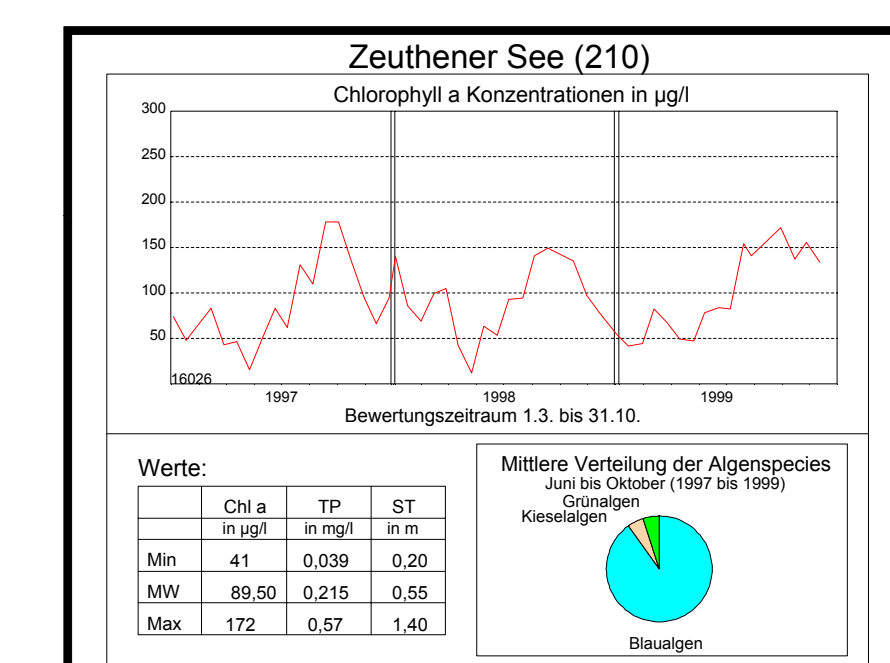 Zeuthener See (210)
Chlorophyll a Konzentrationen in µg/l
300
250
200
150
100
50
16026
1997 1998 1999
Bewertungszeitraum 1.3. bis 31.10.
Werte:
Chl a TP ST
in µg/l in mg/l in m
Min 41 0,039 0,20
MW 89,50 0,215 0,55
Max 172 0,57 1,40
Mittlere Verteilung der Algenspecies
Juni bis Oktober (1997 bis 1999)
Grünalgen
Kieselalgen
Blaualgen